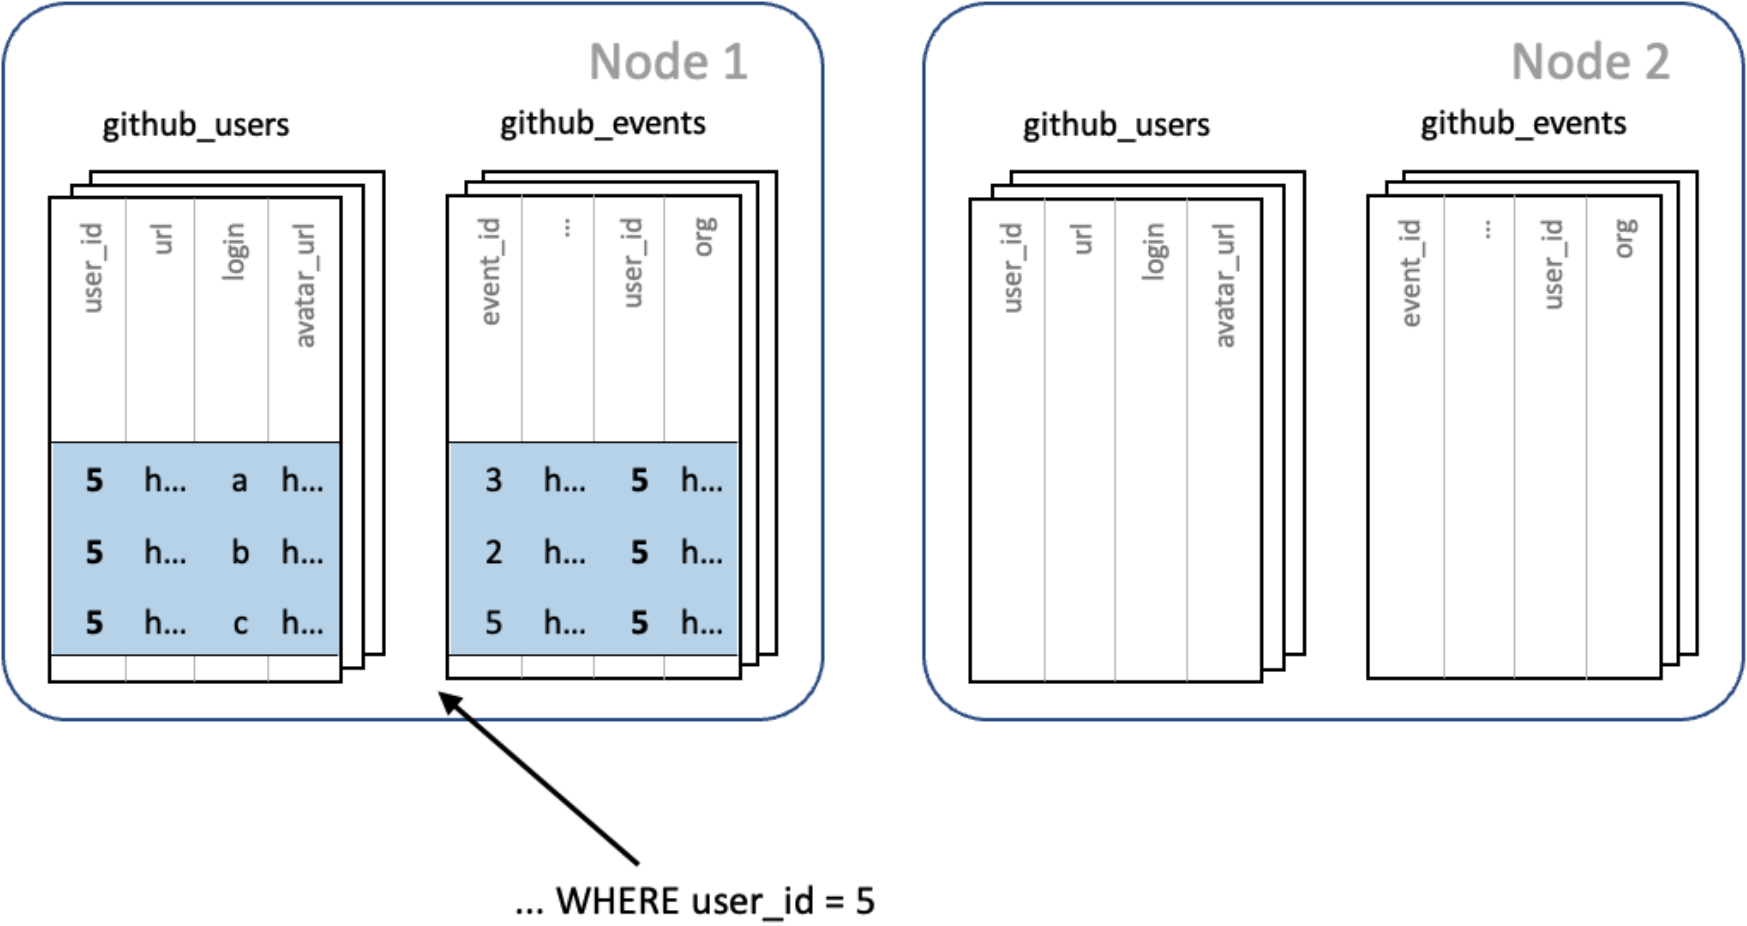 Node 1
github_users
github_events
user_id
url
login
avatar_url
5 h... a h...
5 h... b h...
5 h... c h...
event_id
...
user_id
org
3 h... 5 h...
2 h... 5 h...
5 h... 5 h...
Node 2
github_users
github_events
user_id
url
login
avatar_url
event_id
...
user_id
org
... WHERE user_id = 5